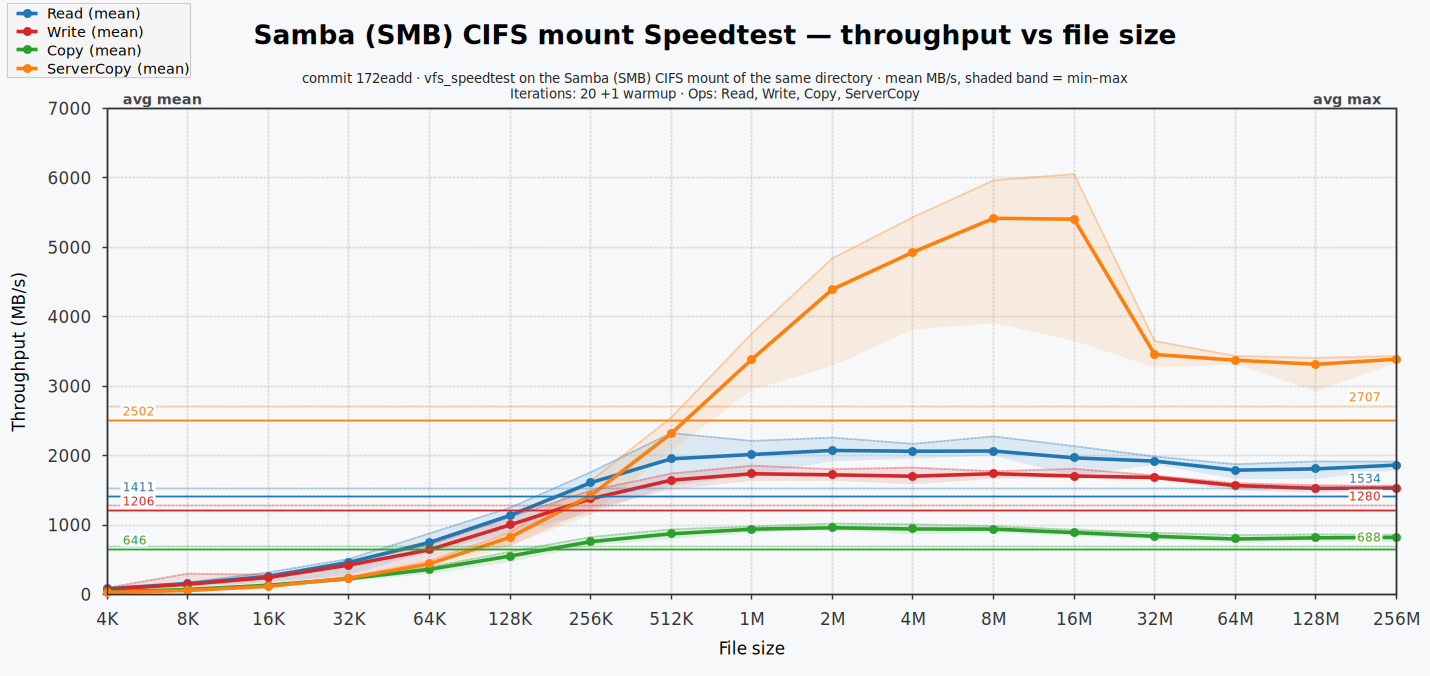 Read (mean)
Write (mean)
Copy (mean)
ServerCopy (mean)
Samba (SMB) CIFS mount Speedtest — throughput vs file size
commit 172eadd · vfs_speedtest on the Samba (SMB) CIFS mount of the same directory · mean MB/s, shaded band = min–max
Iterations: 20 +1 warmup · Ops: Read, Write, Copy, ServerCopy
avg mean
avg max
7000
6000
5000
4000
3000
2000
1000
0
Throughput (MB/s)
2502
1411
1206
646
2707
1534
1280
688
4K 8K 16K 32K 64K 128K 256K 512K 1M 2M 4M 8M 16M 32M 64M 128M 256M
File size